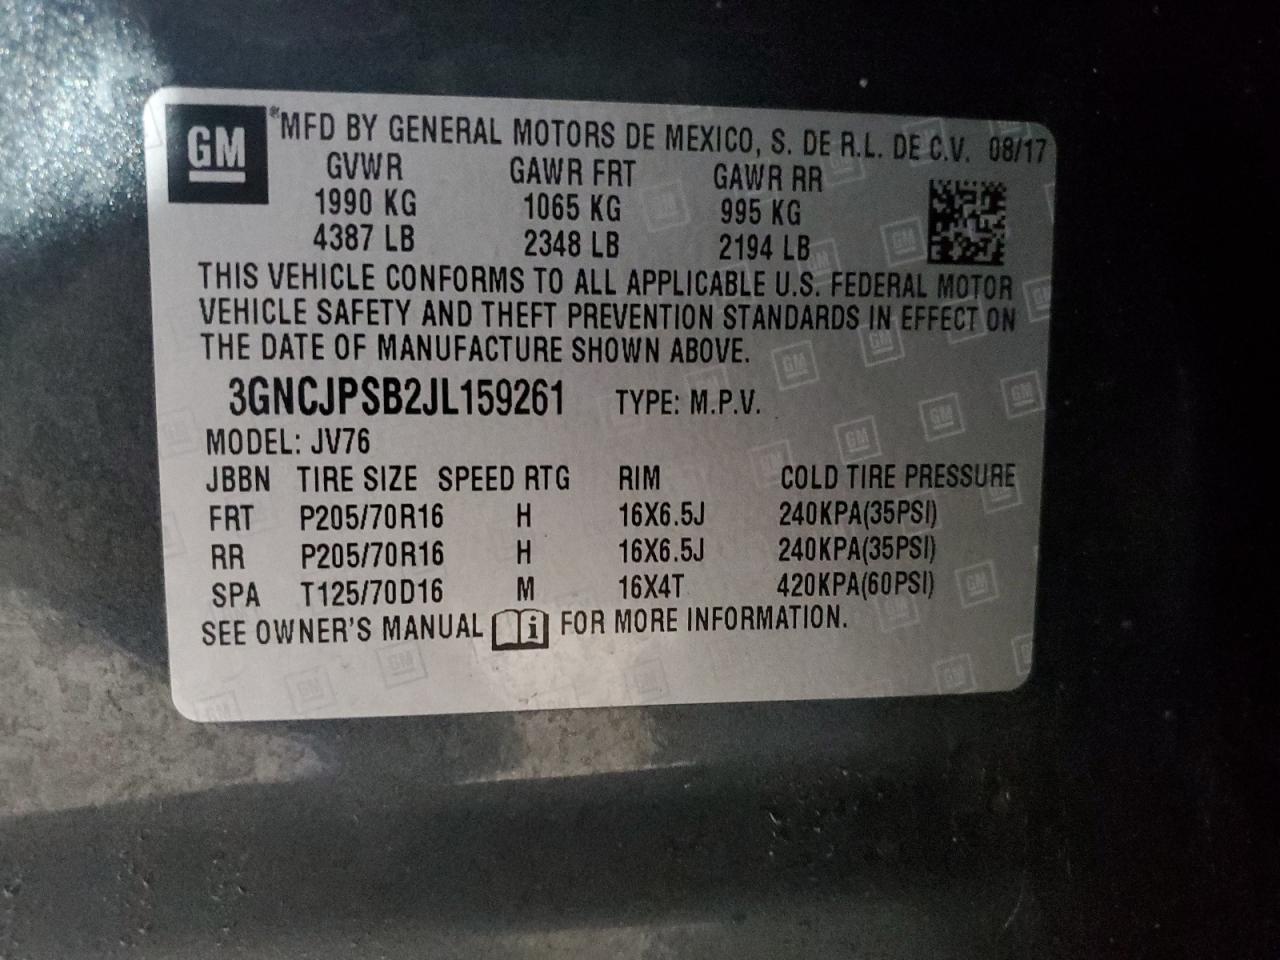 GM *MFD BY GENERAL MOTORS DE MEXICO, S. DE R.L. DE C.V. 08/17
GVWR GAWR FRT GAWR RR
1990 KG 1065 KG 995 KG
4387 LB 2348 LB 2194 LB
THIS VEHICLE CONFORMS TO ALL APPLICABLE U.S. FEDERAL MOTOR
VEHICLE SAFETY AND THEFT PREVENTION STANDARDS IN EFFECT ON
THE DATE OF MANUFACTURE SHOWN ABOVE.
3GNCJPSB2JL159261 TYPE: M.P.V.
MODEL: JV76
JBBN TIRE SIZE SPEED RTG RIM COLD TIRE PRESSURE
FRT P205/70R16 H 16X6.5J 240KPA(35PSI)
RR P205/70R16 H 16X6.5J 240KPA(35PSI)
SPA T125/70D16 M 16X4T 420KPA(60PSI)
SEE OWNER'S MANUAL i FOR MORE INFORMATION.